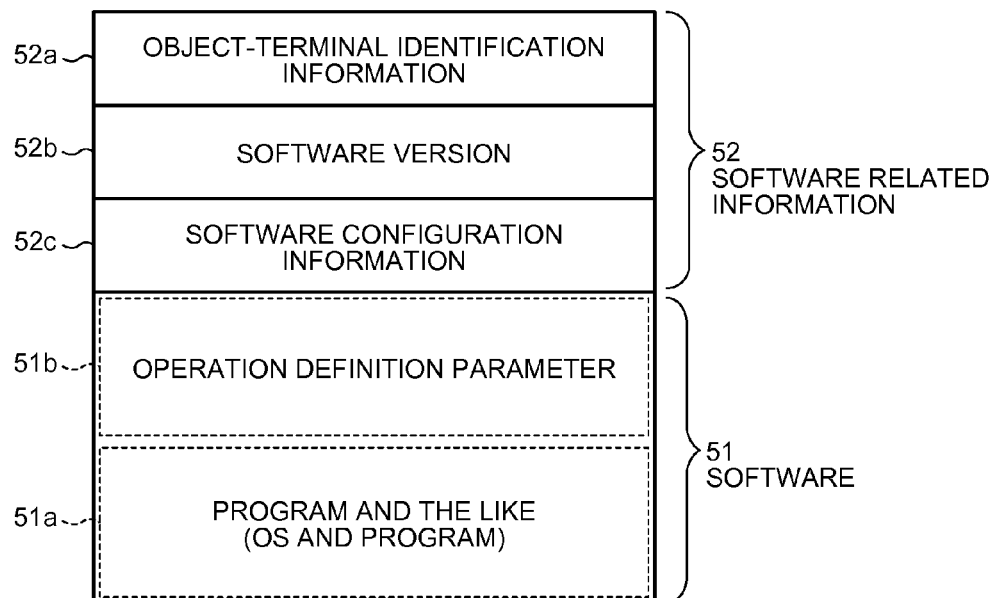 52a
OBJECT-TERMINAL IDENTIFICATION
INFORMATION
52b
SOFTWARE VERSION
52c
SOFTWARE CONFIGURATION
INFORMATION
52
SOFTWARE RELATED
INFORMATION
51b
OPERATION DEFINITION PARAMETER
51a
PROGRAM AND THE LIKE
(OS AND PROGRAM)
51
SOFTWARE